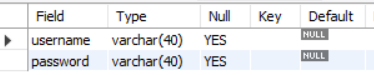 Field Type Null Key Default
username varchar(40) YES NULL
password varchar(40) YES NULL